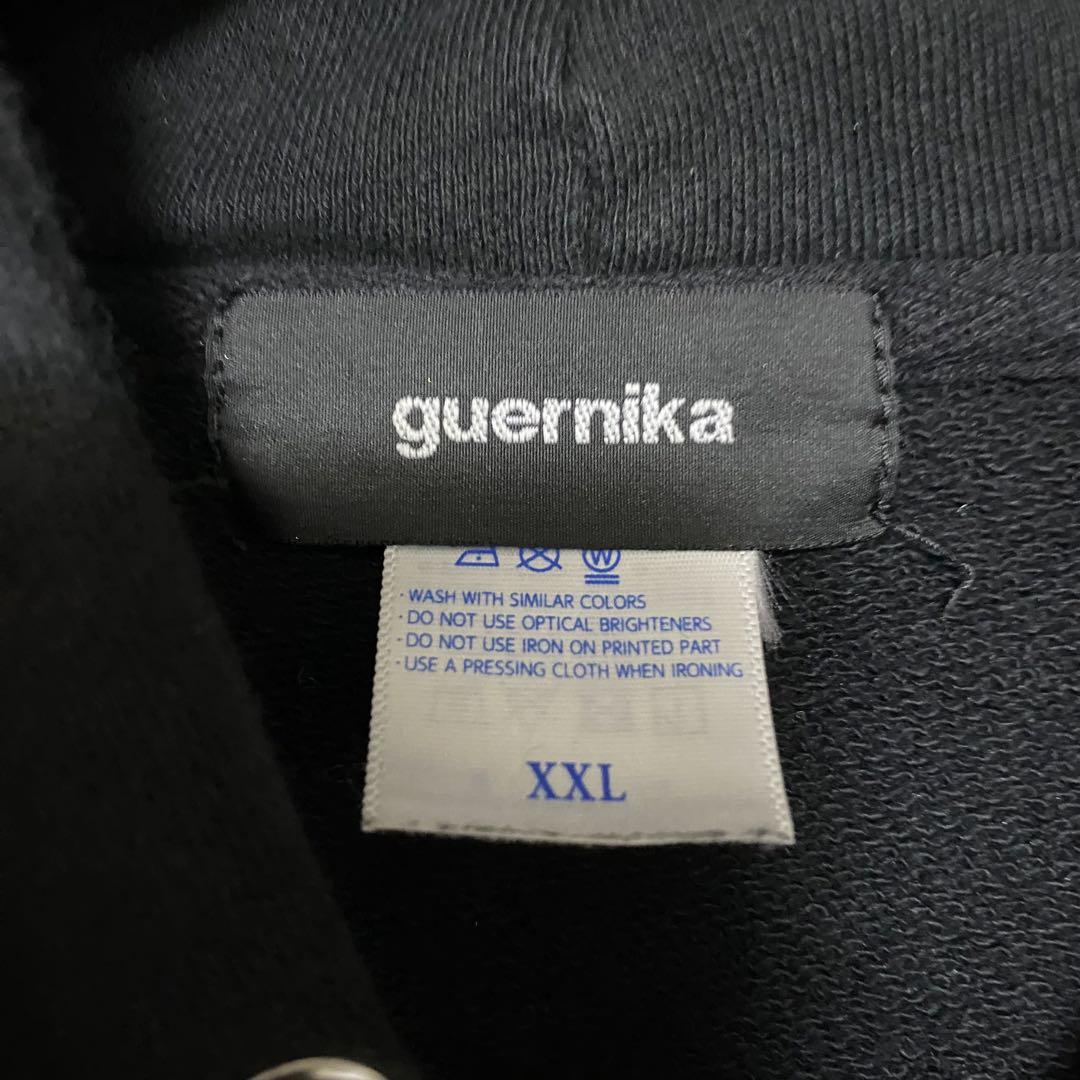 guernika
W
· WASH WITH SIMILAR COLORS
· DO NOT USE OPTICAL BRIGHTENERS
· DO NOT USE IRON ON PRINTED PART
· USE A PRESSING CLOTH WHEN IRONING
XXL